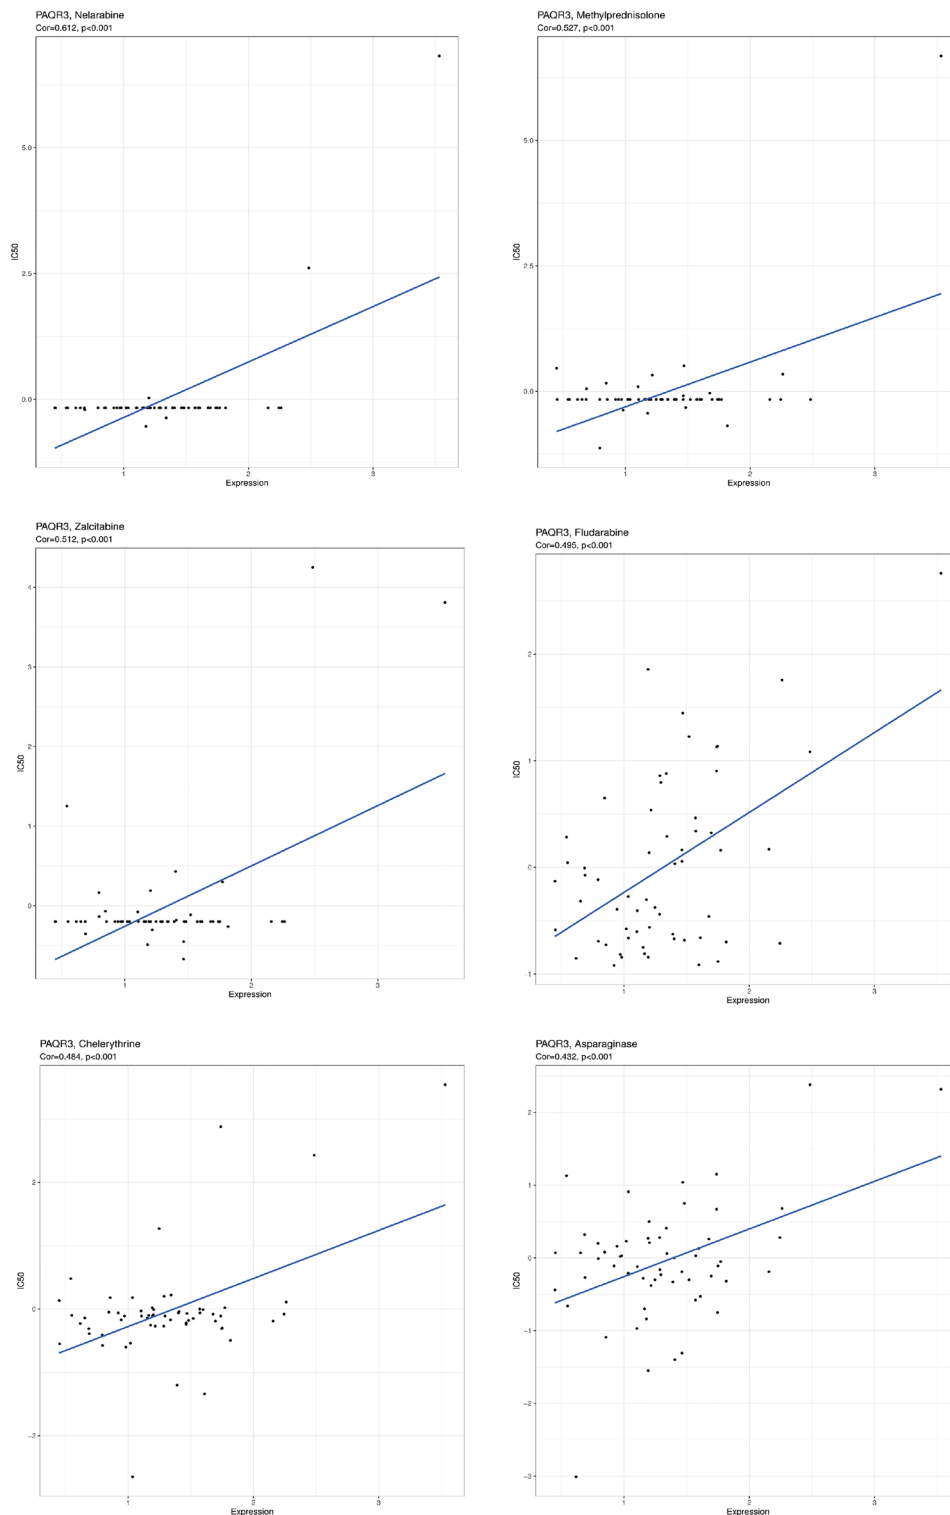 PAQR3, Nelarabine
Cor=0.612, p<0.001
5.0
2.5
0.0
IC50
1 2 3
Expression
PAQR3, Methylprednisolone
Cor=0.527, p<0.001
5.0
2.5
0.0
IC50
1 2 3
Expression
PAQR3, Zalcitabine
Cor=0.512, p<0.001
4
3
2
1
0
IC50
1 2 3
Expression
PAQR3, Fludarabine
Cor=0.495, p<0.001
2
1
0
-1
IC50
1 2 3
Expression
PAQR3, Chelerythrine
Cor=0.484, p<0.001
2
0
-2
IC50
1 2 3
Expression
PAQR3, Asparaginase
Cor=0.432, p<0.001
2
1
0
-1
-2
-3
IC50
1 2 3
Expression